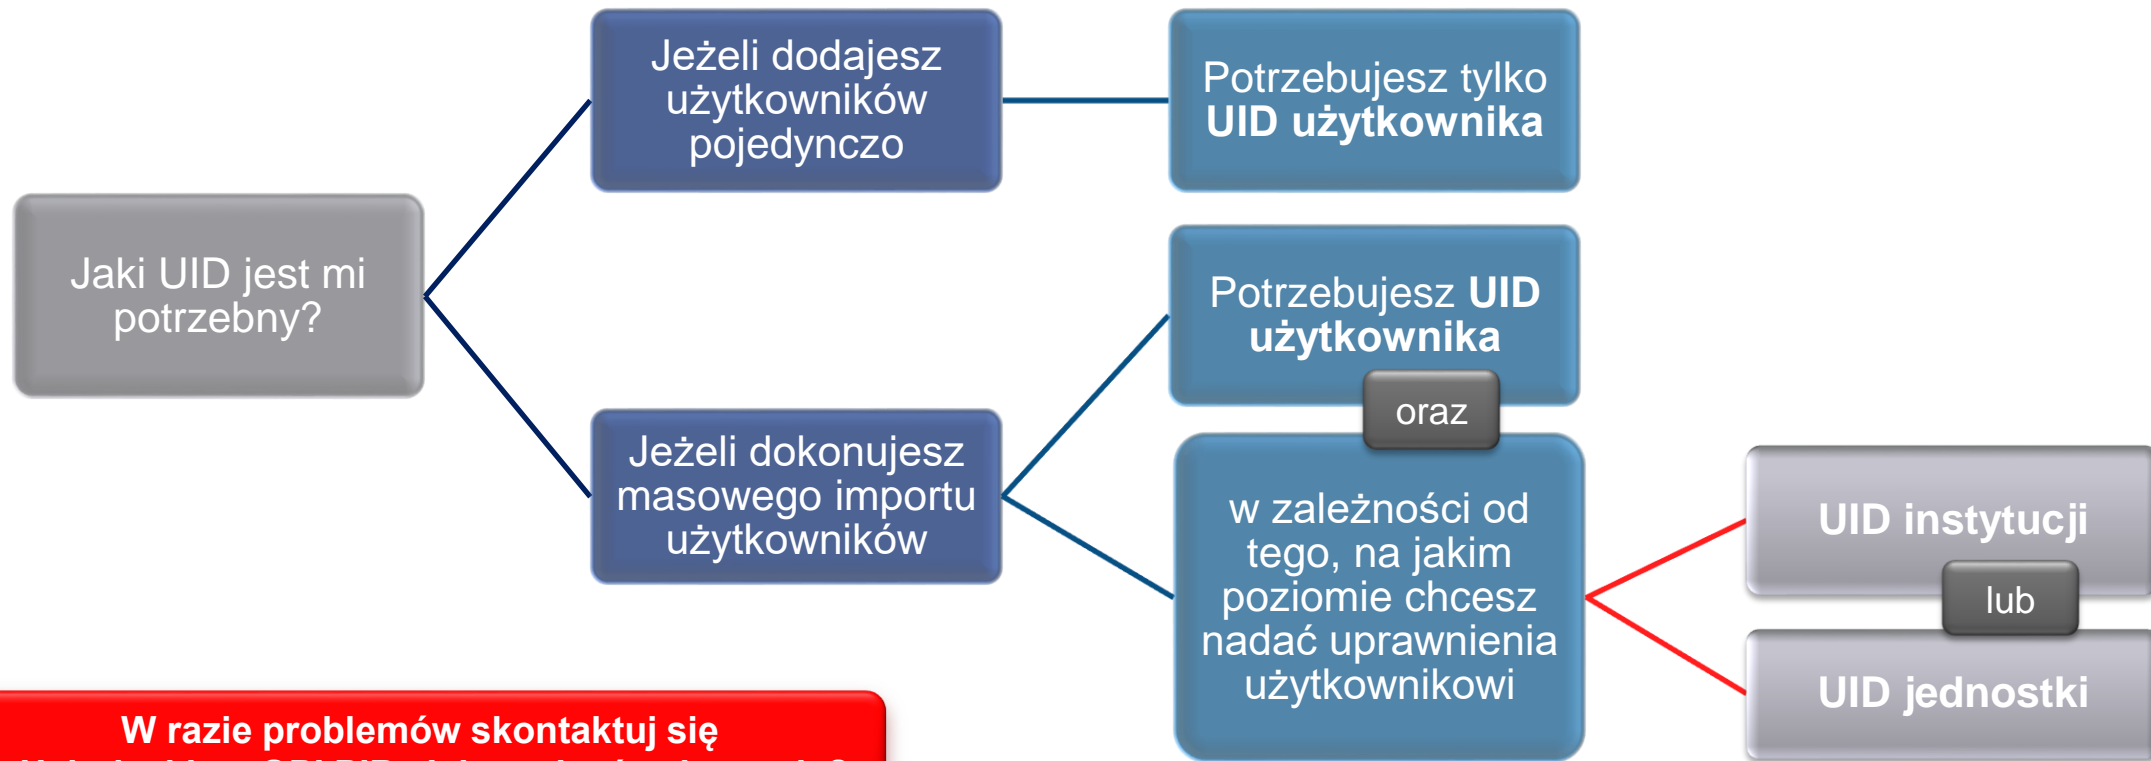 Jaki UID jest mi
potrzebny?
Jeżeli dodajesz
użytkowników
pojedynczo
Potrzebujesz tylko
UID użytkownika
Jeżeli dokonujesz
masowego importu
użytkowników
Potrzebujesz UID
użytkownika
oraz
w zależności od
tego, na jakim
poziomie chcesz
nadać uprawnienia
użytkownikowi
UID instytucji
lub
UID jednostki
W razie problemów skontaktuj się